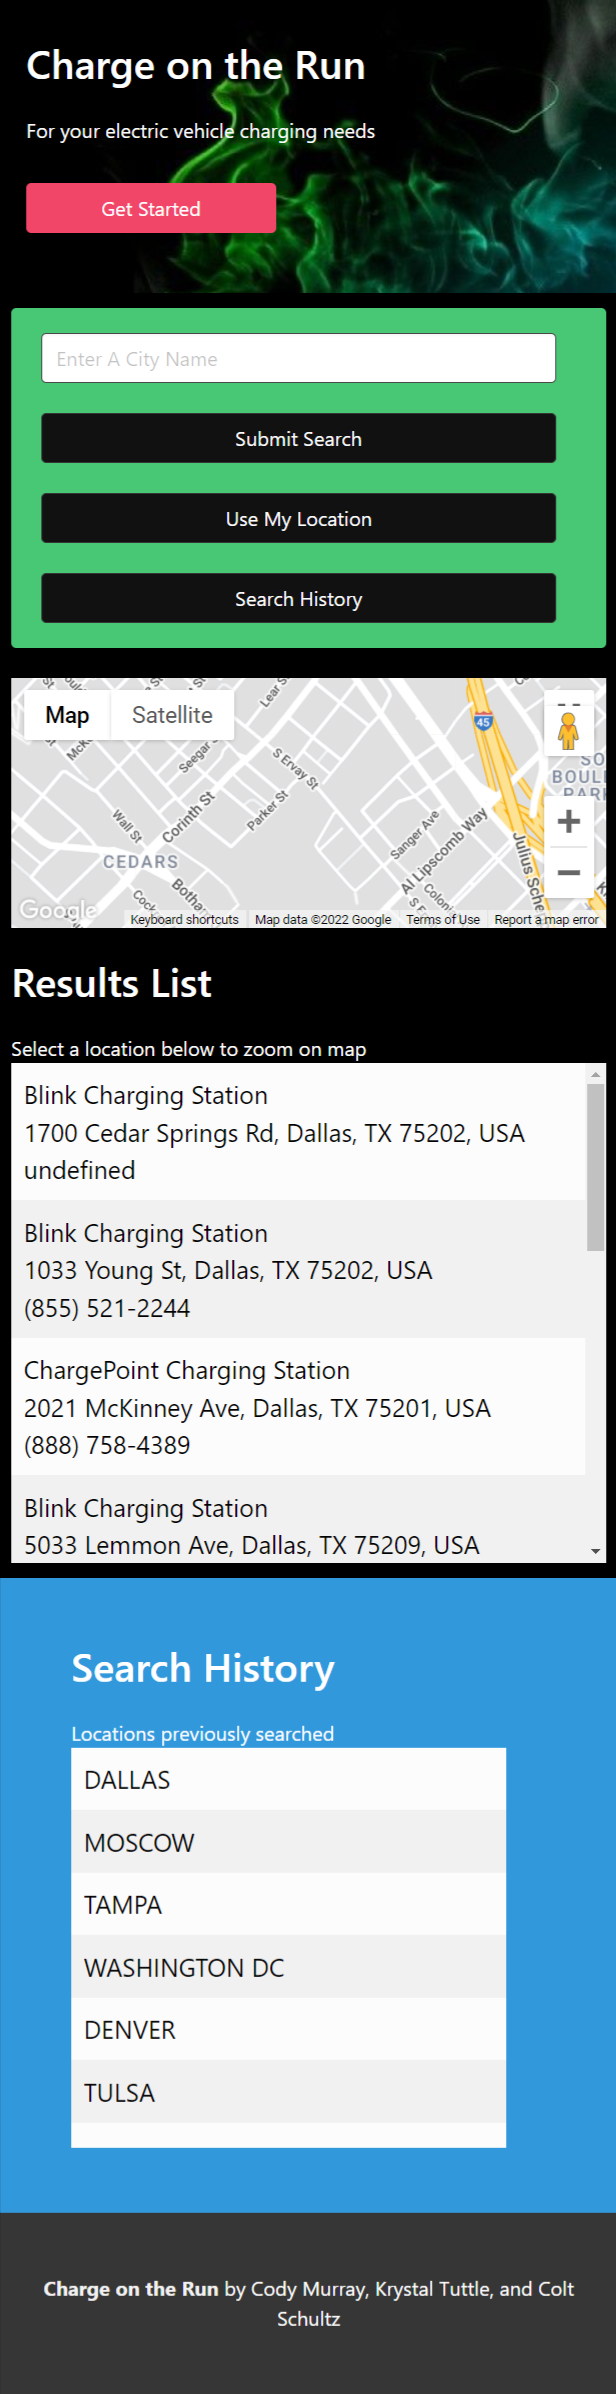 Charge on the Run
For your electric vehicle charging needs
Get Started
Enter A City Name
Submit Search
Use My Location
Search History
Map
Satellite
Lear S
Seegar S
S Ervay St
Parker St
Corinth St
Wall St
CEDARS
45
Sanger Ave
Al Lipscomb Way
Julius Sche
Google
Keyboard shortcuts
Map data ©2022 Google
Terms of Use
Report a map error
Results List
Select a location below to zoom on map
Blink Charging Station
1700 Cedar Springs Rd, Dallas, TX 75202, USA
undefined
Blink Charging Station
1033 Young St, Dallas, TX 75202, USA
(855) 521-2244
ChargePoint Charging Station
2021 McKinney Ave, Dallas, TX 75201, USA
(888) 758-4389
Blink Charging Station
5033 Lemmon Ave, Dallas, TX 75209, USA
Search History
Locations previously searched
DALLAS
MOSCOW
TAMPA
WASHINGTON DC
DENVER
TULSA
Charge on the Run by Cody Murray, Krystal Tuttle, and Colt
Schultz